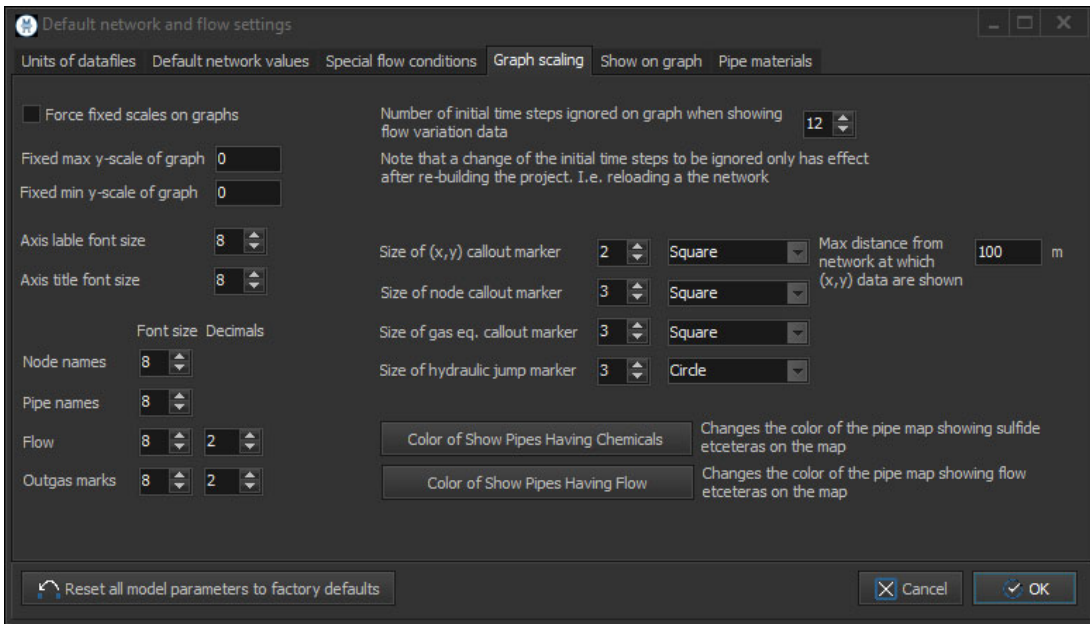 Default network and flow settings
Units of datafiles Default network values Special flow conditions Graph scaling Show on graph Pipe materials
Force fixed scales on graphs
Fixed max y-scale of graph 0
Fixed min y-scale of graph 0
Axis lable font size 8
Axis title font size 8
Font size Decimals
Node names 8
Pipe names 8
Flow 8 2
Outgas marks 8 2
Number of initial time steps ignored on graph when showing
flow variation data 12
Note that a change of the initial time steps to be ignored only has effect
after re-building the project. I.e. reloading a the network
Size of (x,y) callout marker 2 Square
Size of node callout marker 3 Square
Size of gas eq. callout marker 3 Square
Size of hydraulic jump marker 3 Circle
Max distance from
network at which
(x,y) data are shown
100 m
Color of Show Pipes Having Chemicals
Changes the color of the pipe map showing sulfide
etceteras on the map
Color of Show Pipes Having Flow
Changes the color of the pipe map showing flow
etceteras on the map
Reset all model parameters to factory defaults
Cancel
OK